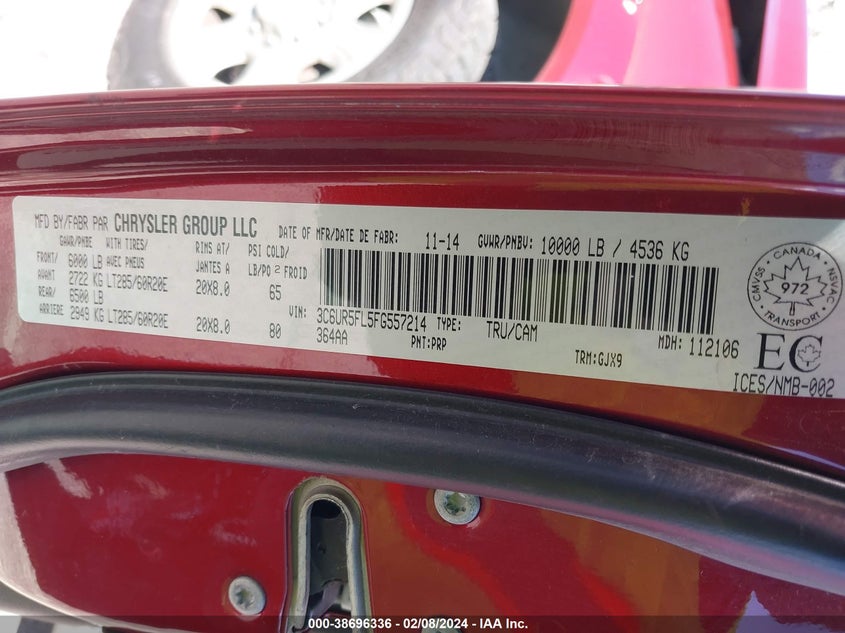 MFD BY/FABR PAR CHRYSLER GROUP LLC DATE OF MFR/DATE DE FABR: 11-14 GVWR/PNBV: 10000 LB / 4536 KG
GWWR/PNBE WITH TIRES/ RIMS AT/ PSI COLD/
FRONT/ 6000 LB AVEC PNEUS JANTES A LB/PO 2 FROID
AVANT 2722 KG LT285/60R20E 20X8.0 65
REAR/ 6500 LB
ARRIERE 2949 KG LT285/60R20E 20X8.0 80
VIN: 3C6UR5FL5FG557214 TYPE: TRU/CAM MDH: 112106
364AA PNT:PRP TRM:GJX9
CANADA
CMVSS 972 NSVAC
TRANSPORT
EC
ICES/NMB-002
000-38696336 - 02/08/2024 - IAA Inc.